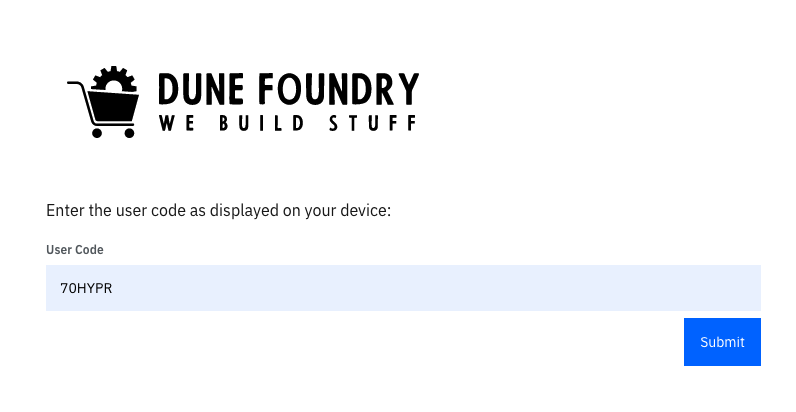 DUNE FOUNDRY
WE BUILD STUFF
Enter the user code as displayed on your device:
User Code
70HYPR
Submit